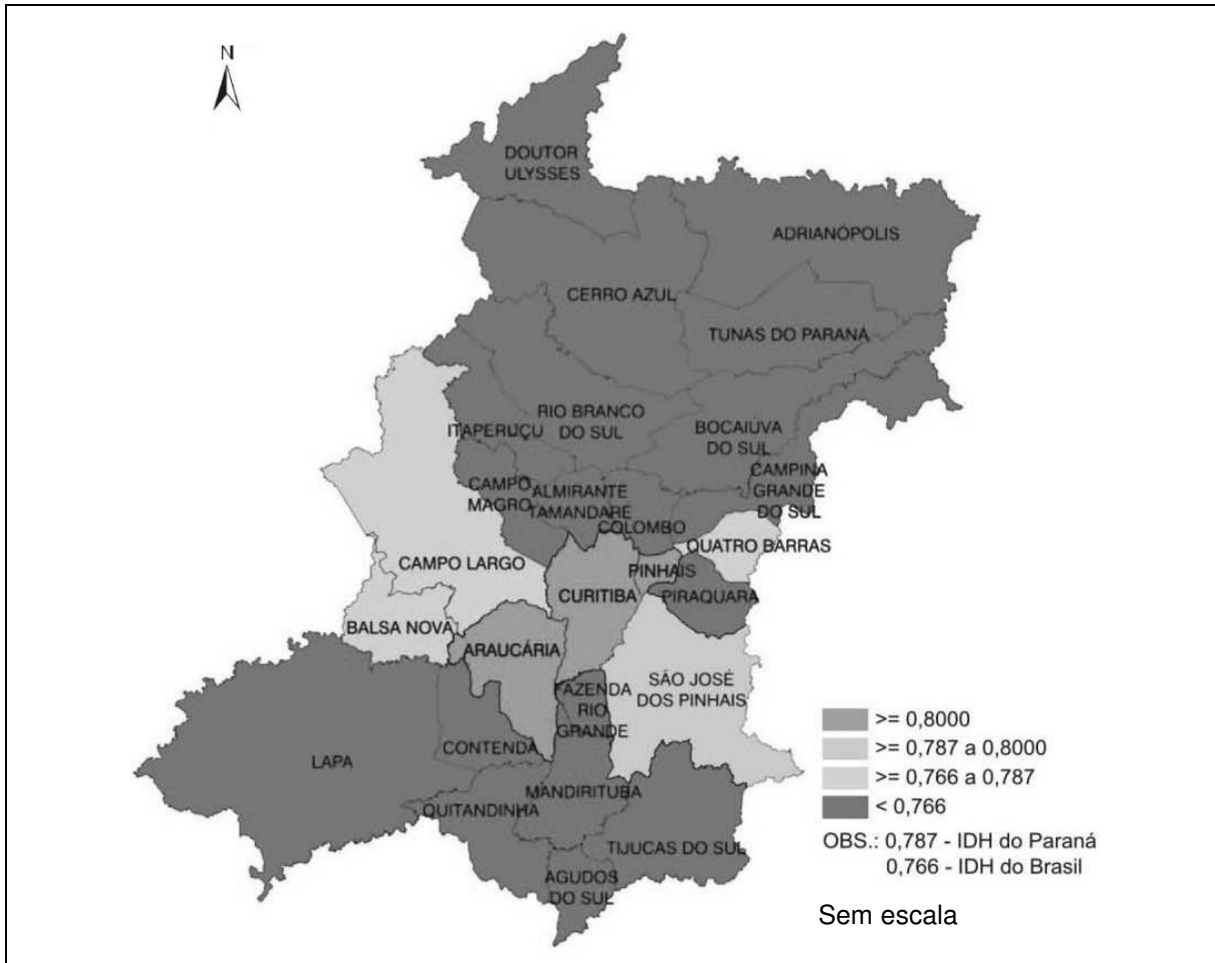 N
DOUTOR
ULYSSES
ADRIANÓPOLIS
CERRO AZUL
TUNAS DO PARANÁ
RIO BRANCO
DO SUL
ITAPERUÇU
BOCAIÚVA
DO SUL
CAMPO
MAGRO
ALMIRANTE
TAMANDARÉ
CAMPINA
GRANDE
DO SUL
COLOMBO
QUATRO BARRAS
CAMPO LARGO
PINHAIS
CURITIBA
PIRAQUARA
BALSA NOVA
ARAUCÁRIA
SÃO JOSÉ
DOS PINHAIS
FAZENDA
RIO
GRANDE
CONTENDA
LAPA
MANDIRITUBA
QUITANDINHA
TIJUCAS DO SUL
AGUDOS
DO SUL
>= 0,8000
>= 0,787 a 0,8000
>= 0,766 a 0,787
< 0,766
OBS.: 0,787 - IDH do Paraná
0,766 - IDH do Brasil
Sem escala